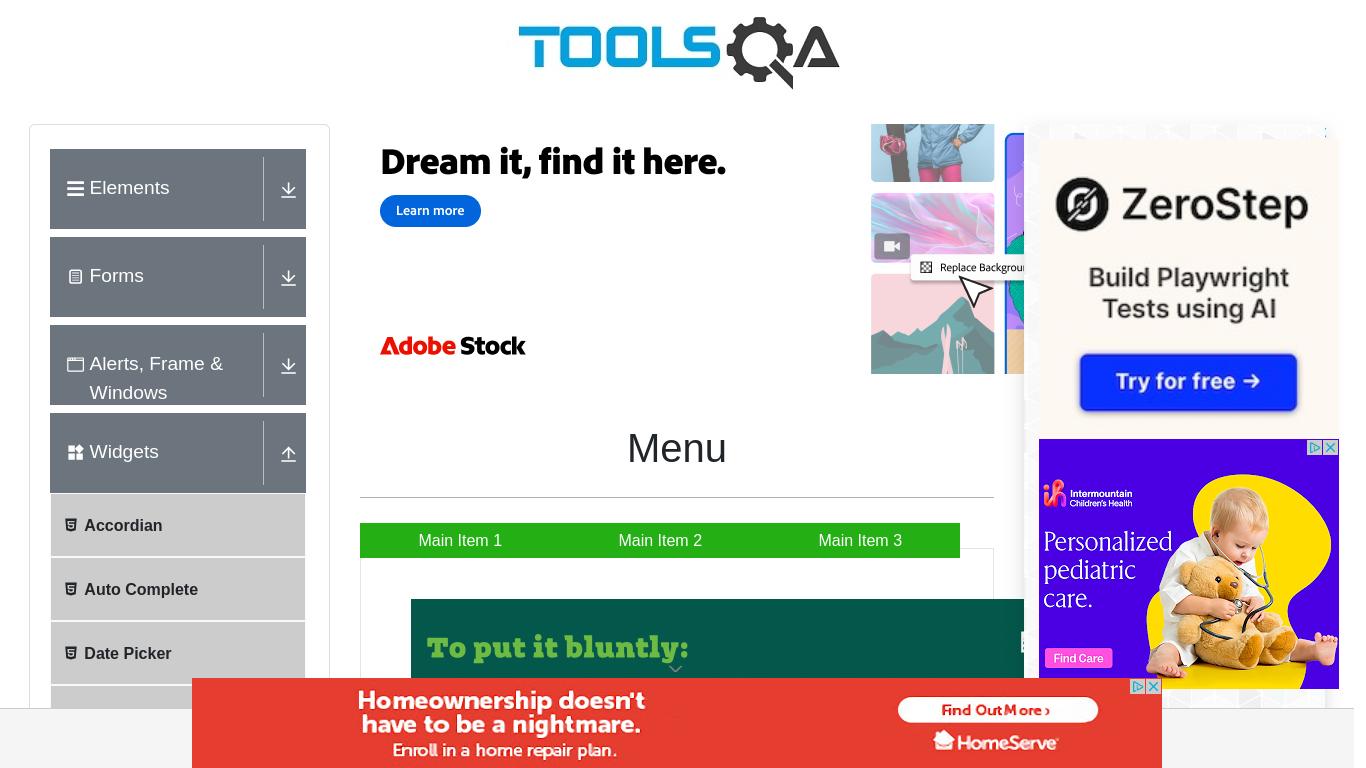 TOOLSQA
Elements
Forms
Alerts, Frame &
Windows
Widgets
Accordian
Auto Complete
Date Picker
Dream it, find it here.
Learn more
Replace Backgroun
Adobe Stock
Menu
Main Item 1
Main Item 2
Main Item 3
To put it bluntly:
ZeroStep
Build Playwright
Tests using AI
Try for free →
Intermountain
Children's Health
Personalized
pediatric
care.
Find Care
Homeownership doesn't
have to be a nightmare.
Enroll in a home repair plan.
Find Out More ›
HomeServe